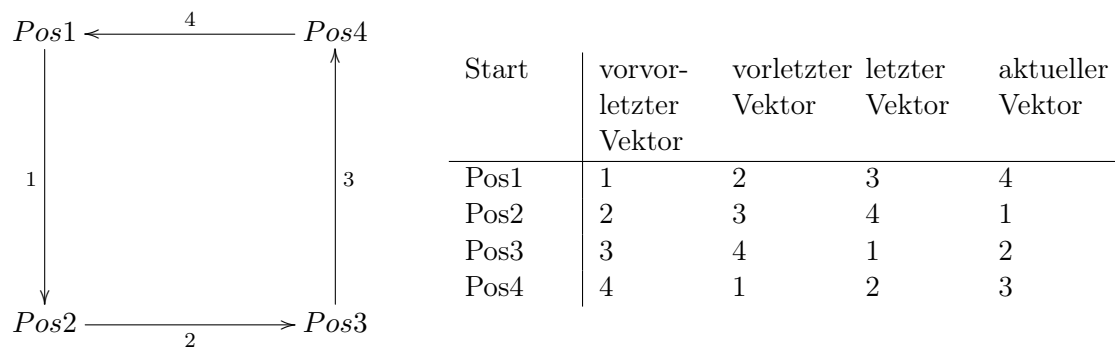 Pos1 4 Pos4
1 3
Pos2 2 Pos3
Start vorvor- vorletzter letzter aktueller
letzter Vektor Vektor Vektor
Vektor
Pos1 1 2 3 4
Pos2 2 3 4 1
Pos3 3 4 1 2
Pos4 4 1 2 3